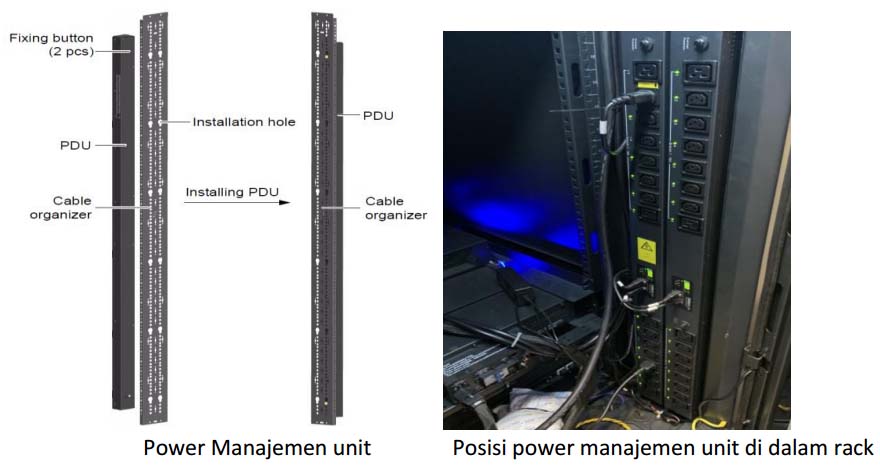 Fixing button
(2 pcs)
PDU
Cable
organizer
Installation hole
Installing PDU
PDU
Cable
organizer
Power Manajemen unit
Posisi power manajemen unit di dalam rack